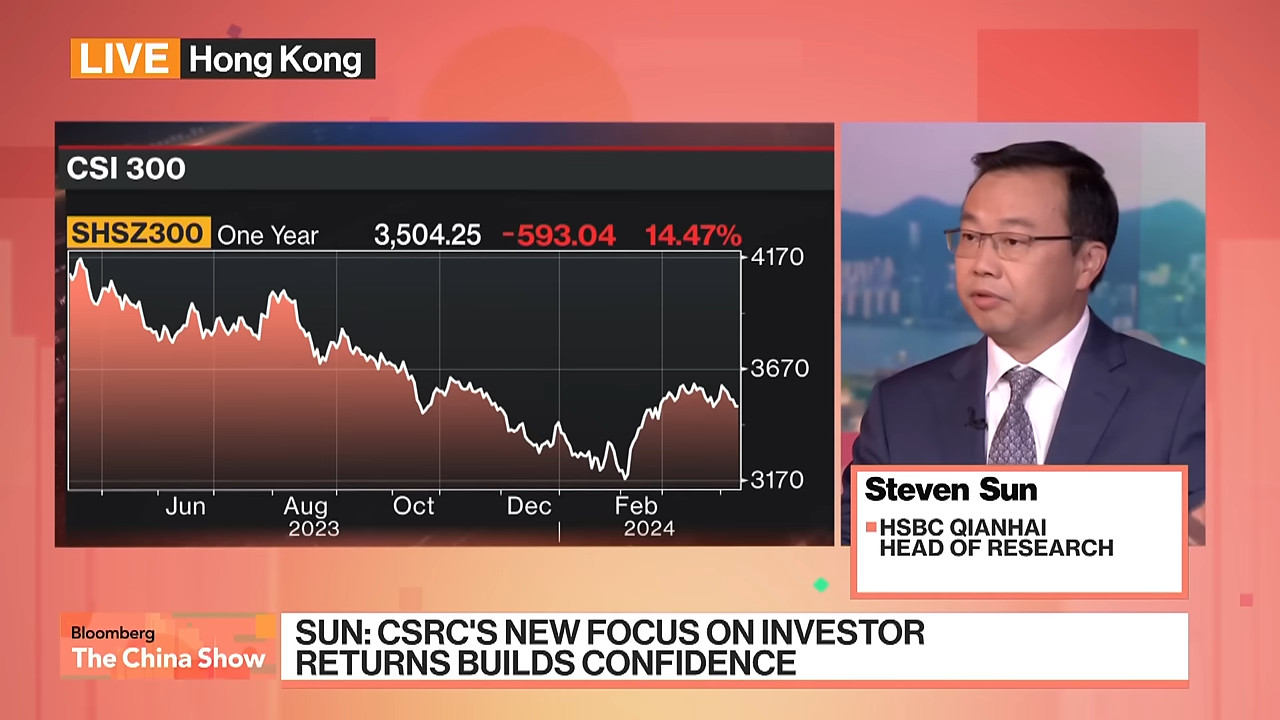 LIVE Hong Kong
CSI 300
SHSZ300 One Year 3,504.25 -593.04 14.47%
4170
3670
3170
Jun Aug Oct Dec Feb
2023 2024
Steven Sun
HSBC QIANHAI
HEAD OF RESEARCH
Bloomberg
The China Show
SUN: CSRC'S NEW FOCUS ON INVESTOR
RETURNS BUILDS CONFIDENCE